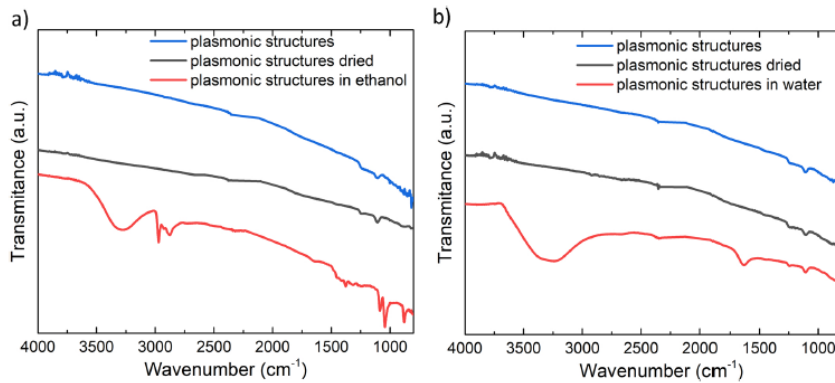 a)
plasmonic structures
plasmonic structures dried
plasmonic structures in ethanol
Transmitance (a.u.)
4000 3500 3000 2500 2000 1500 1000
Wavenumber (cm⁻¹)
b)
plasmonic structures
plasmonic structures dried
plasmonic structures in water
Transmitance (a.u.)
4000 3500 3000 2500 2000 1500 1000
Wavenumber (cm⁻¹)